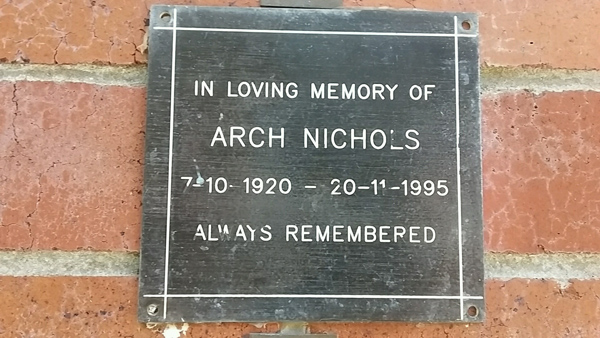 IN LOVING MEMORY OF
ARCH NICHOLS
7-10-1920 - 20-11-1995
ALWAYS REMEMBERED